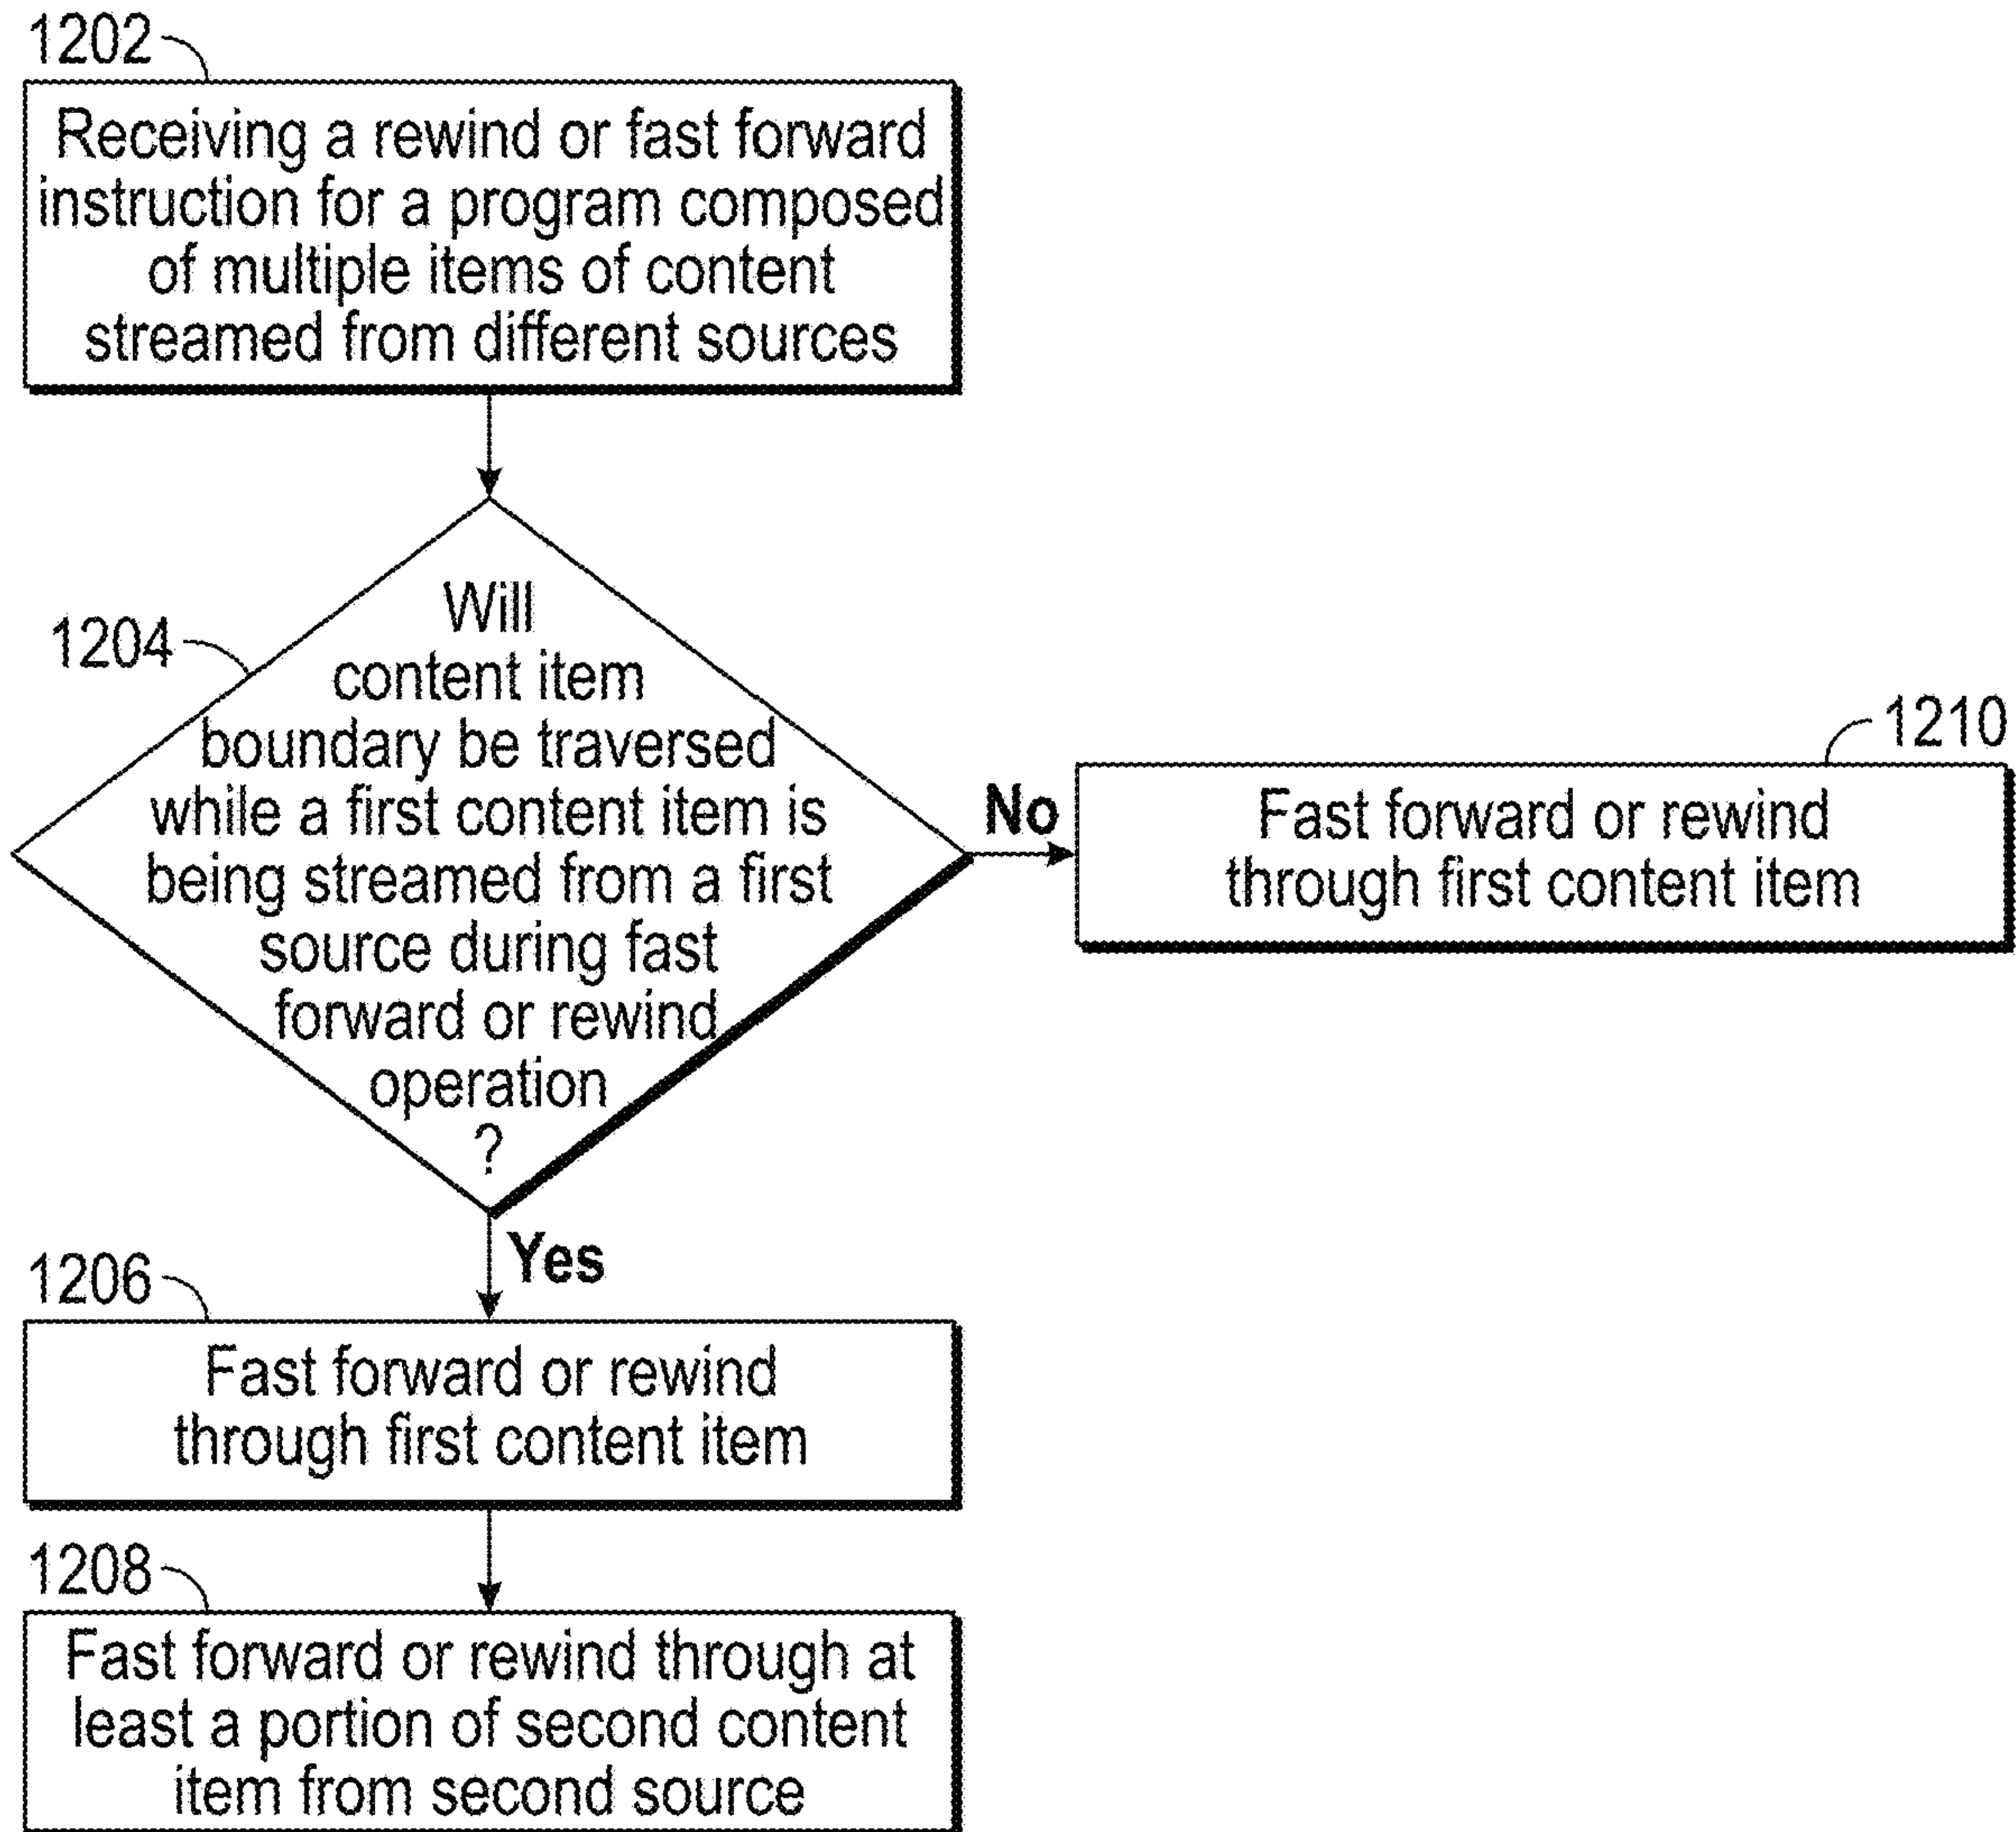 1202
Receiving a rewind or fast forward
instruction for a program composed
of multiple items of content
streamed from different sources
1204
Will
content item
boundary be traversed
while a first content item is
being streamed from a first
source during fast
forward or rewind
operation
?
No
1210
Fast forward or rewind
through first content item
Yes
1206
Fast forward or rewind
through first content item
1208
Fast forward or rewind through at
least a portion of second content
item from second source